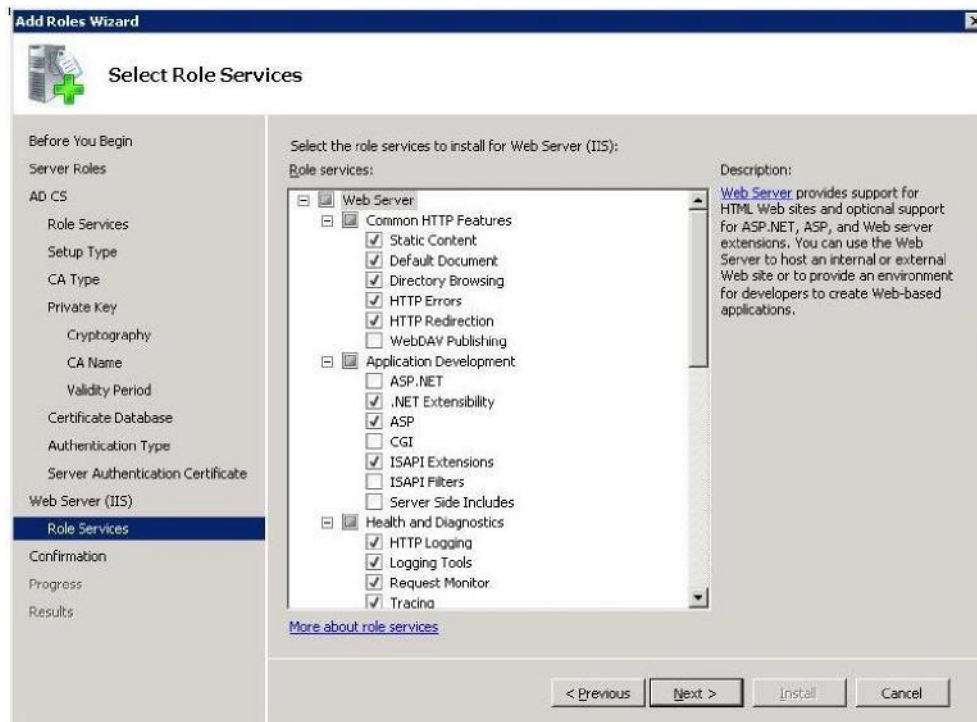 Add Roles Wizard
Select Role Services
Before You Begin
Server Roles
AD CS
Role Services
Setup Type
CA Type
Private Key
Cryptography
CA Name
Validity Period
Certificate Database
Authentication Type
Server Authentication Certificate
Web Server (IIS)
Role Services
Confirmation
Progress
Results
Select the role services to install for Web Server (IIS):
Role services:
Web Server
Common HTTP Features
Static Content
Default Document
Directory Browsing
HTTP Errors
HTTP Redirection
WebDAV Publishing
Application Development
ASP.NET
.NET Extensibility
ASP
CGI
ISAPI Extensions
ISAPI Filters
Server Side Includes
Health and Diagnostics
HTTP Logging
Logging Tools
Request Monitor
Tracing
More about role services
Description:
Web Server provides support for
HTML Web sites and optional support
for ASP.NET, ASP, and Web server
extensions. You can use the Web
Server to host an internal or external
Web site or to provide an environment
for developers to create Web-based
applications.
< Previous
Next >
Install
Cancel